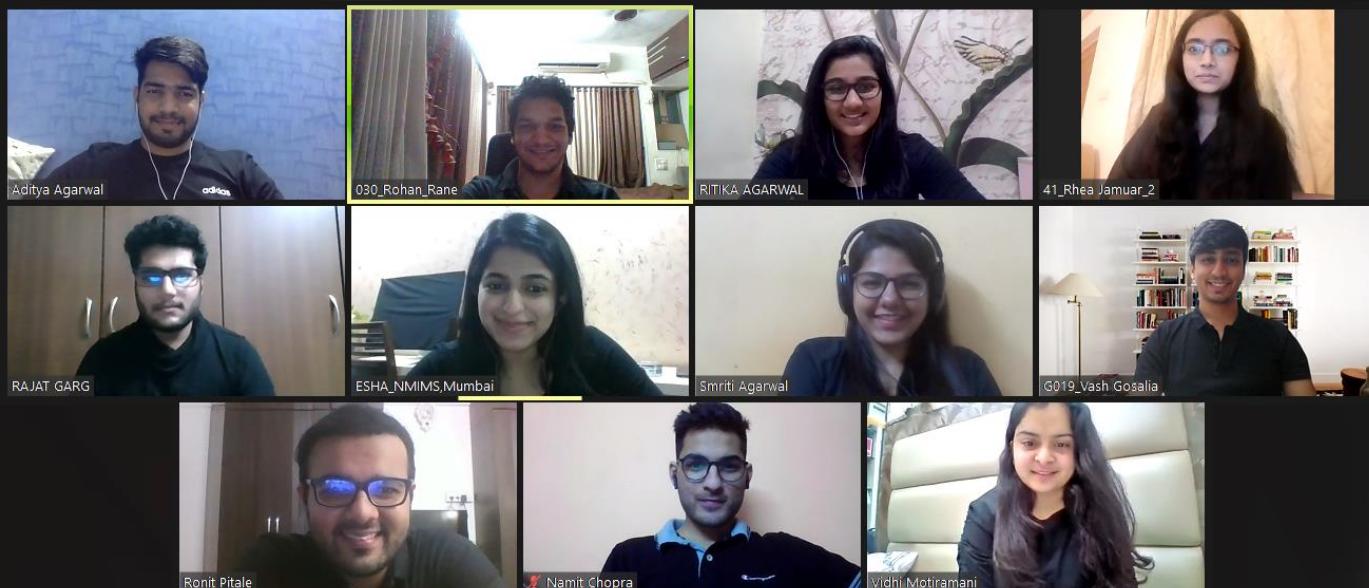 Aditya Agarwal
adidas
030_Rohan_Rane
RITIKA AGARWAL
41_Rhea Jamuar_2
RAJAT GARG
ESHA_NMIMS,Mumbai
Smriti Agarwal
G019_Vash Gosalia
Ronit Pitale
Namit Chopra
Vidhi Motiramani